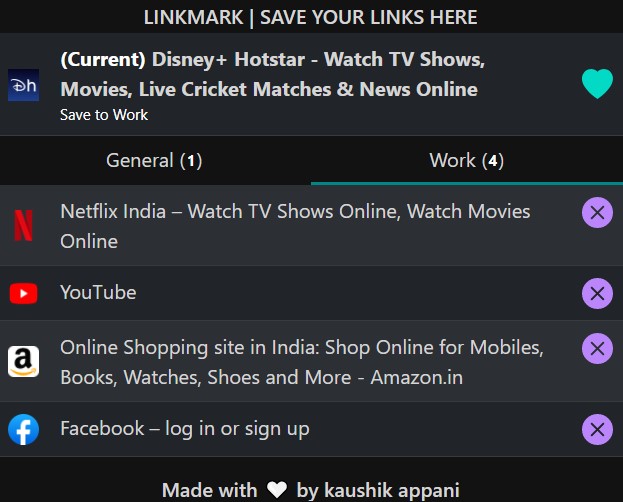 LINKMARK | SAVE YOUR LINKS HERE
Dh
(Current) Disney+ Hotstar - Watch TV Shows,
Movies, Live Cricket Matches & News Online
Save to Work
General (1)
Work (4)
N
Netflix India – Watch TV Shows Online, Watch Movies
Online
YouTube
a
Online Shopping site in India: Shop Online for Mobiles,
Books, Watches, Shoes and More - Amazon.in
f
Facebook – log in or sign up
Made with ♥ by kaushik appani